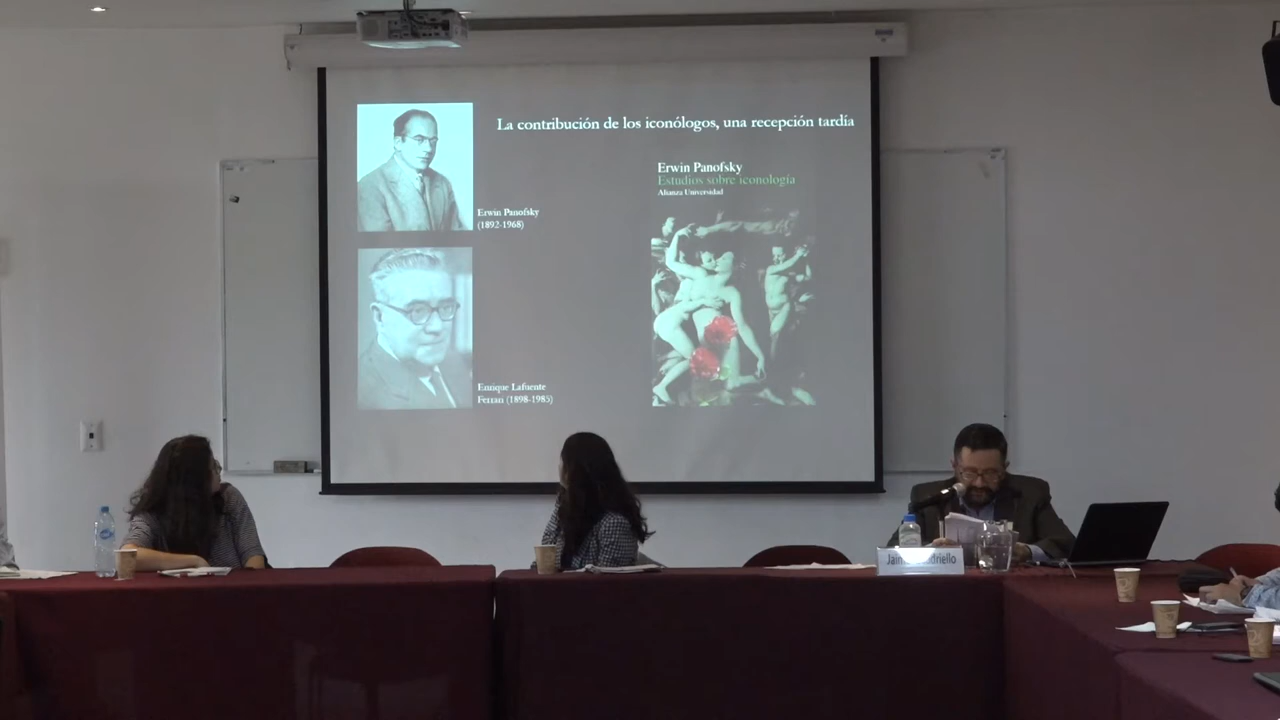 La contribución de los iconólogos, una recepción tardía
Erwin Panofsky
(1892-1968)
Erwin Panofsky
Estudios sobre iconología
Alianza Universidad
Enrique Lafuente
Ferrari (1898-1985)